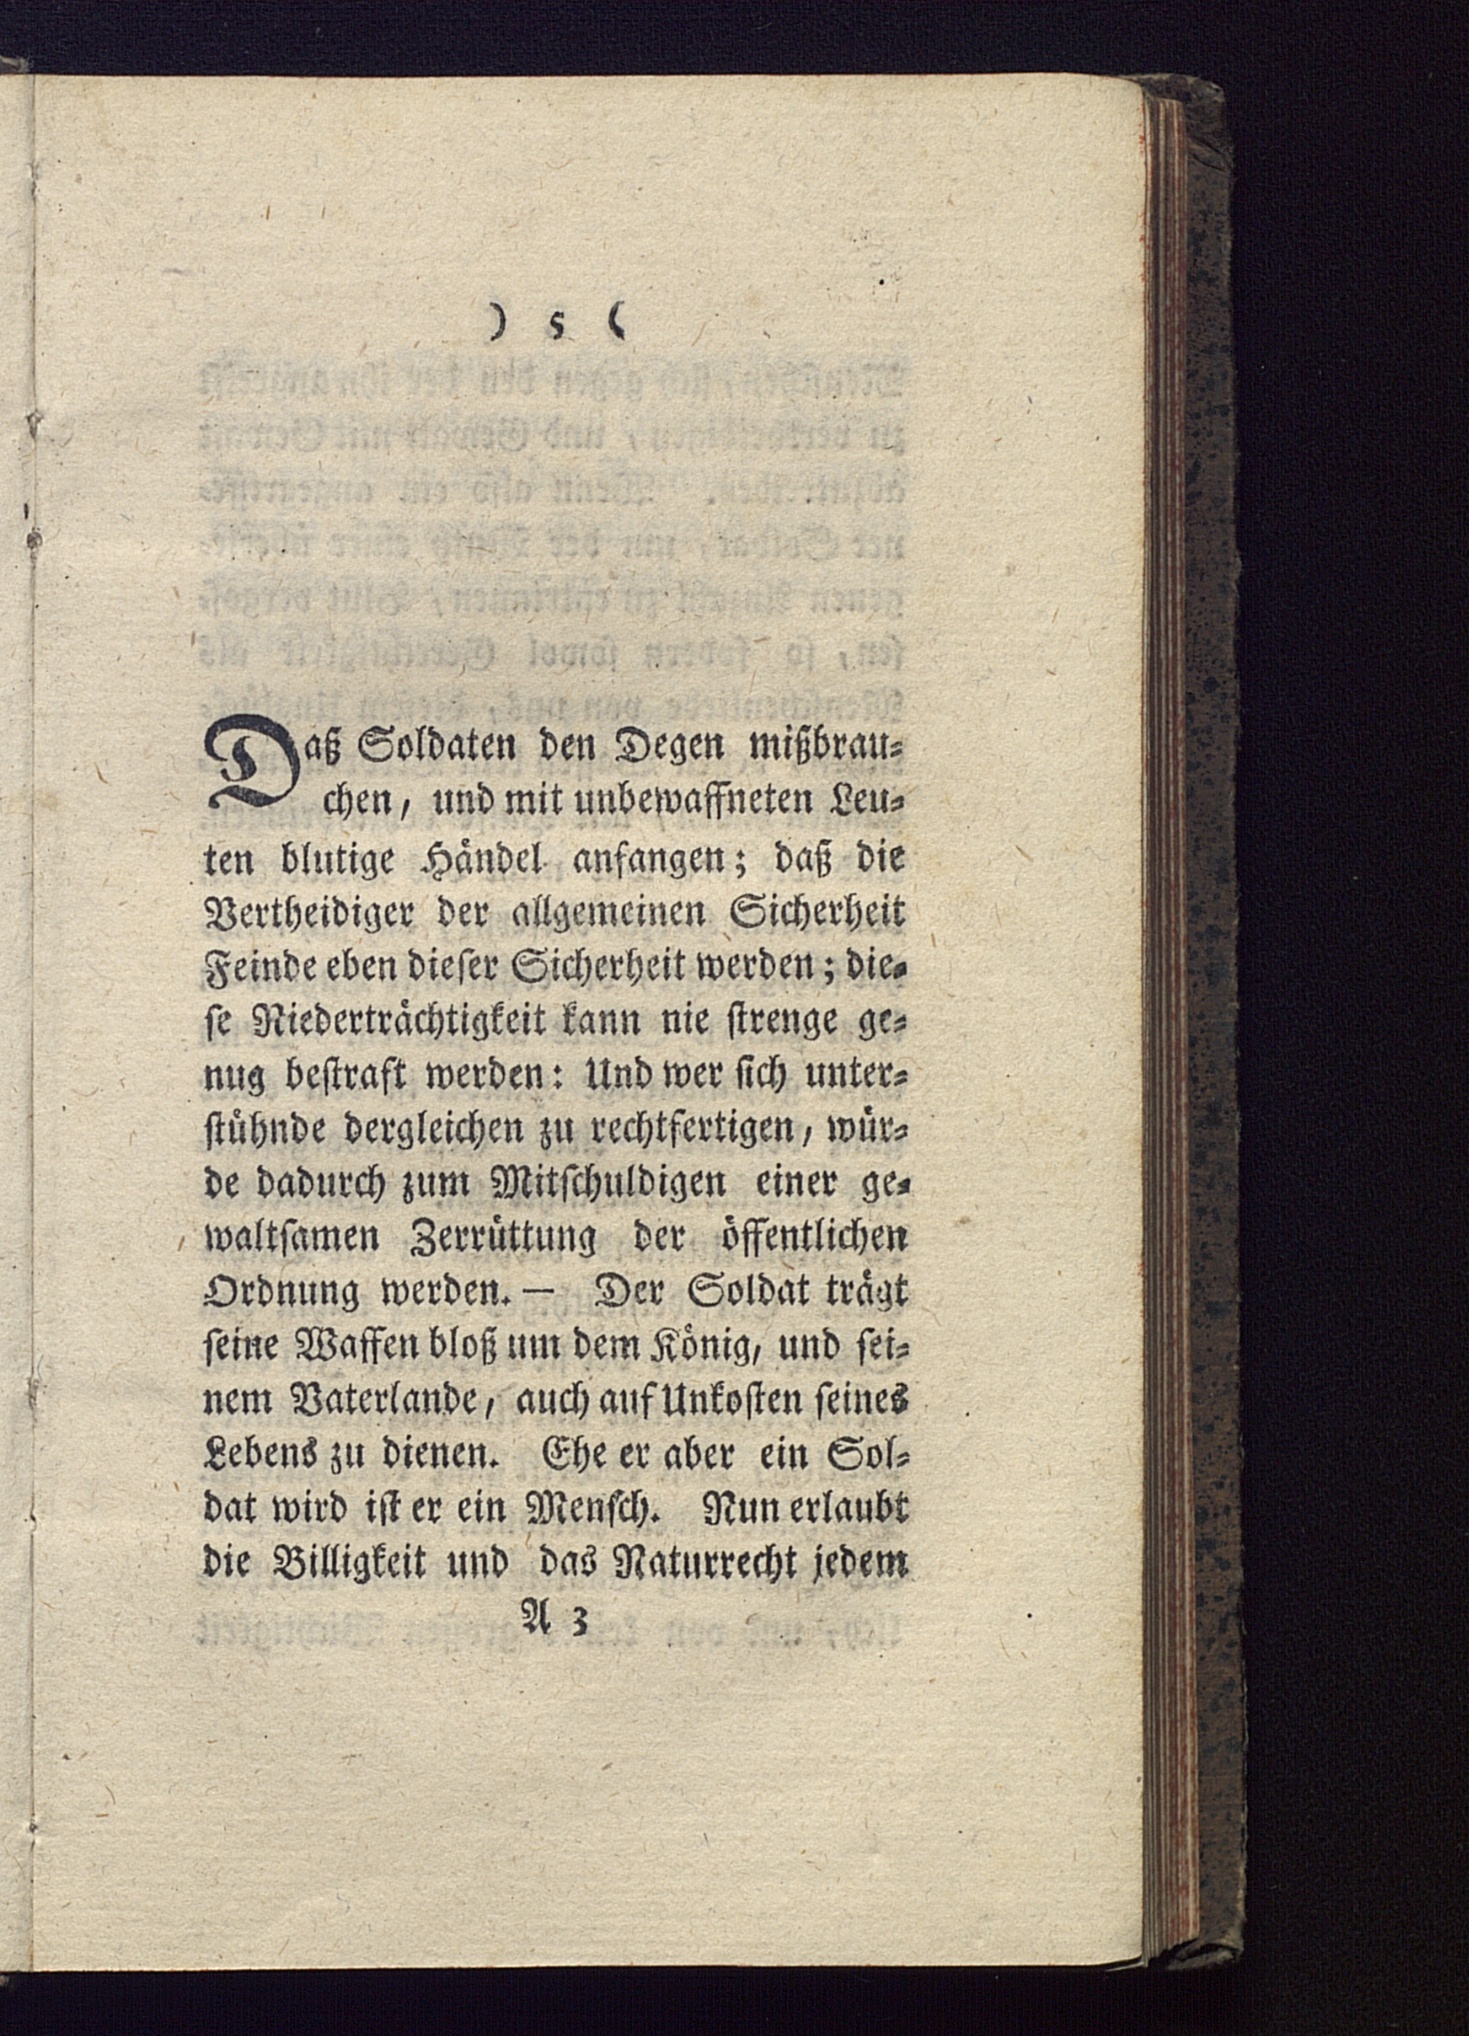 ) 5 (
Daß Soldaten den Degen mißbrau-
chen, und mit unbewaffneten Leu-
ten blutige Händel anfangen; daß die
Vertheidiger der allgemeinen Sicherheit
Feinde eben dieser Sicherheit werden; die-
se Niederträchtigkeit kann nie strenge ge-
nug bestraft werden: Und wer sich unter-
stühnde dergleichen zu rechtfertigen, wür-
de dadurch zum Mitschuldigen einer ge-
waltsamen Zerrüttung der öffentlichen
Ordnung werden. — Der Soldat trägt
seine Waffen bloß um dem König, und sei-
nem Vaterlande, auch auf Unkosten seines
Lebens zu dienen. Ehe er aber ein Sol-
dat wird ist er ein Mensch. Nun erlaubt
die Billigkeit und das Naturrecht jedem
A 3